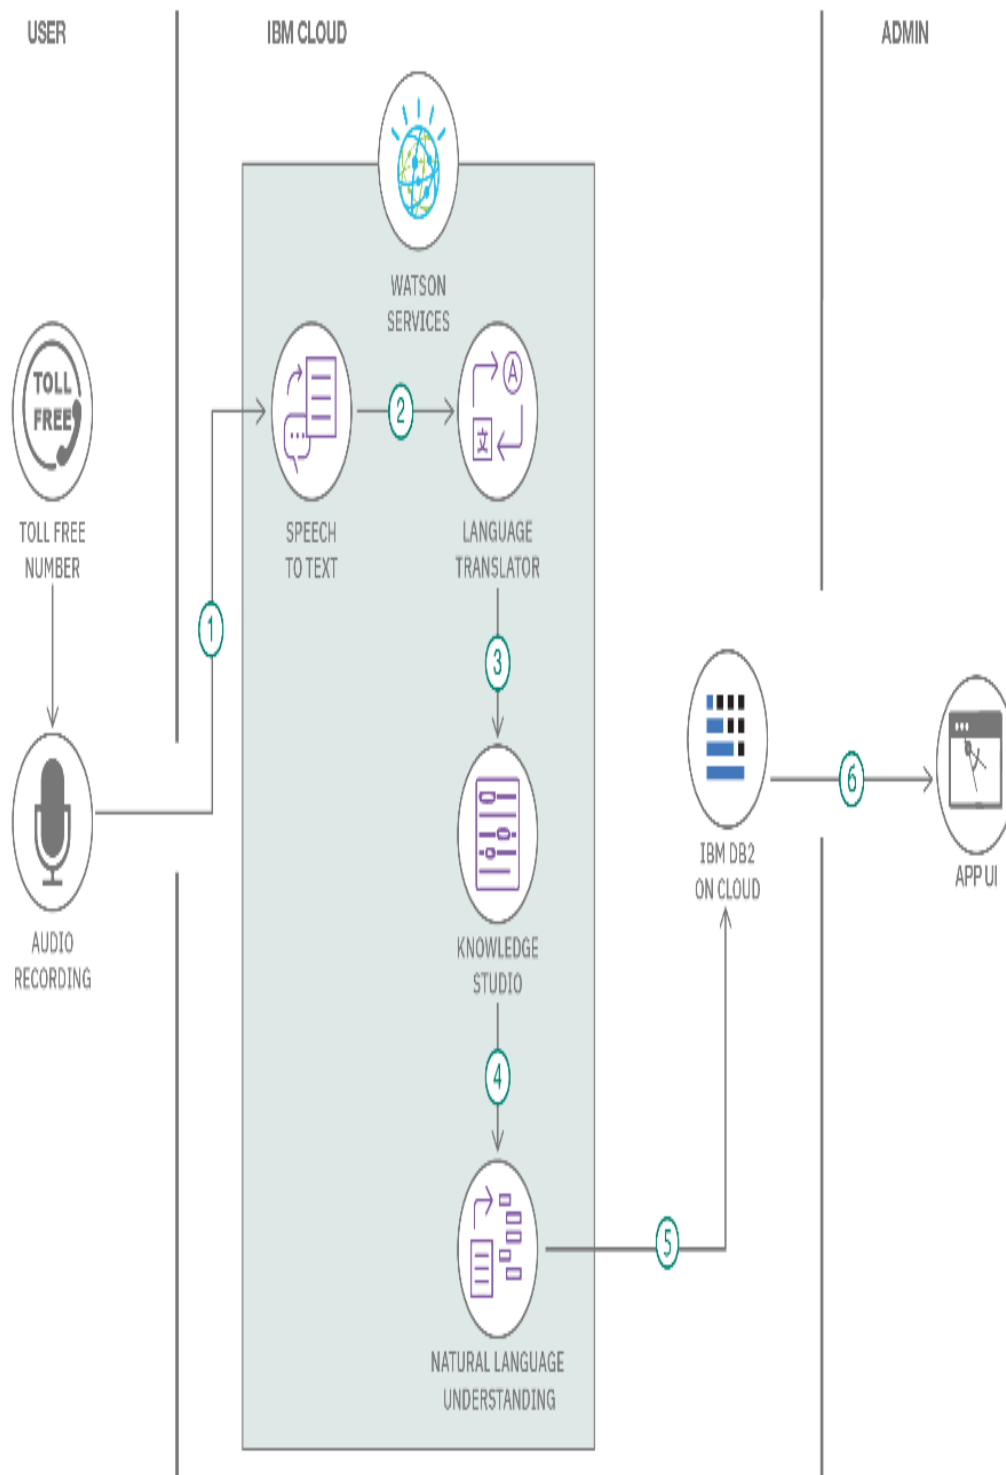 USER
IBM CLOUD
ADMIN
WATSON
SERVICES
TOLL
FREE
TOLL FREE
NUMBER
A
文
2
SPEECH
TO TEXT
LANGUAGE
TRANSLATOR
1
3
AUDIO
RECORDING
KNOWLEDGE
STUDIO
4
NATURAL LANGUAGE
UNDERSTANDING
5
IBM DB2
ON CLOUD
6
APP UI